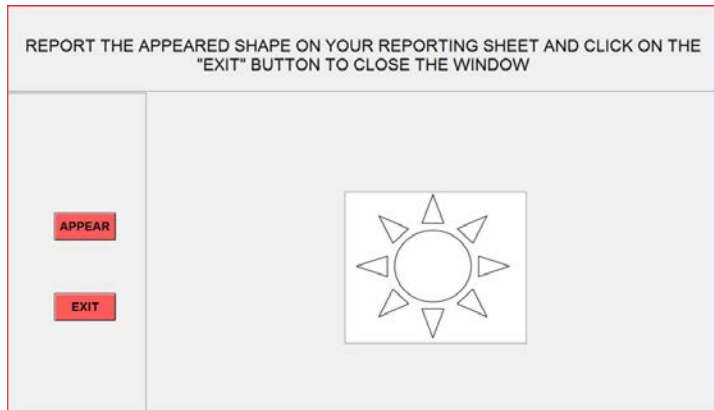 REPORT THE APPEARED SHAPE ON YOUR REPORTING SHEET AND CLICK ON THE
"EXIT" BUTTON TO CLOSE THE WINDOW
APPEAR
EXIT